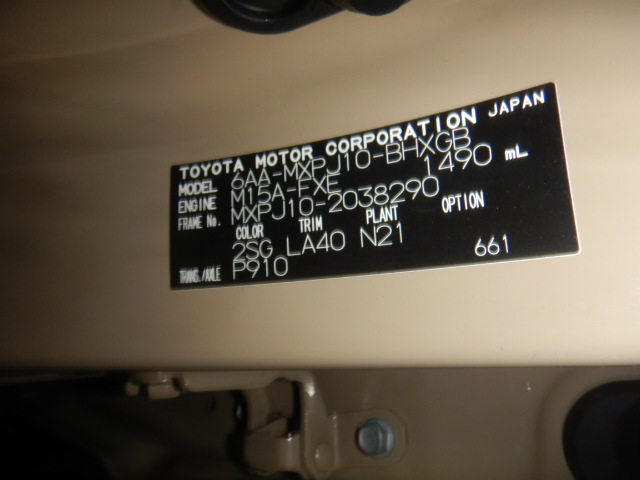 TOYOTA MOTOR CORPORATION JAPAN
MODEL 6AA-MXPJ10-BHXGB
ENGINE M15A-FXE 1490 mL
FRAME No. MXPJ10-2038290
COLOR TRIM PLANT OPTION
2SG LA40 N21
TRANS./AXLE P910 661